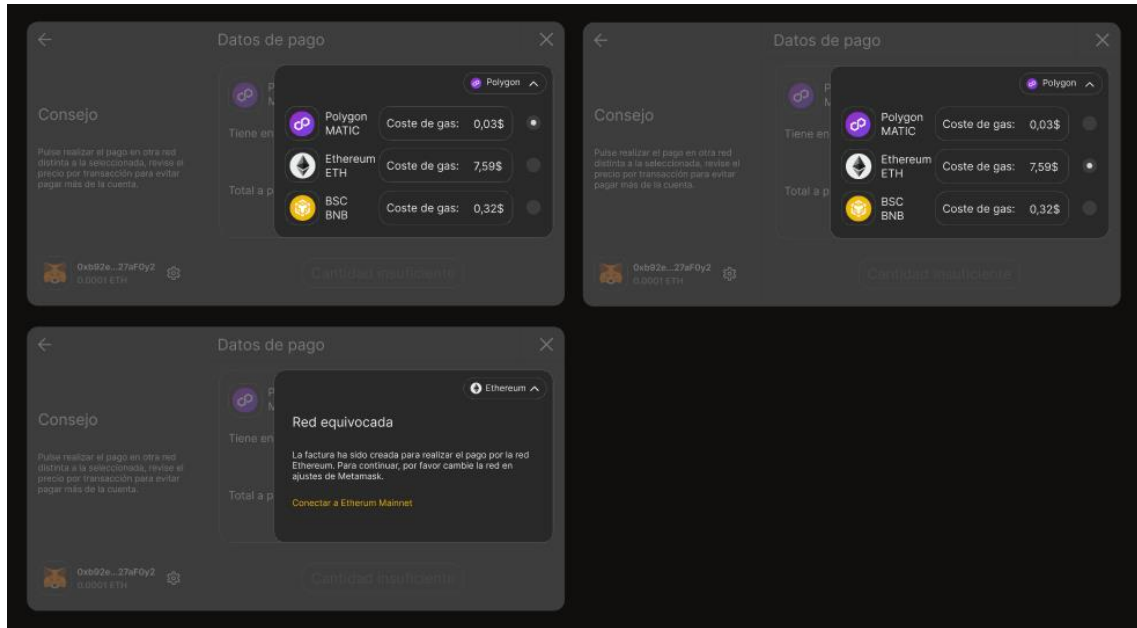 Datos de pago
Consejo
Pulse realizar el pago en otra red
distinta a la seleccionada, revise el
precio por transacción para evitar
pagar más de la cuenta.
P
M
Tiene en
Total a p
Polygon
Polygon
MATIC
Coste de gas: 0,03$
Ethereum
ETH
Coste de gas: 7,59$
BSC
BNB
Coste de gas: 0,32$
0xb92e...27aF0y2
0.0001 ETH
Cantidad insuficiente
Datos de pago
Consejo
Pulse realizar el pago en otra red
distinta a la seleccionada, revise el
precio por transacción para evitar
pagar más de la cuenta.
P
M
Tiene en
Total a p
Polygon
Polygon
MATIC
Coste de gas: 0,03$
Ethereum
ETH
Coste de gas: 7,59$
BSC
BNB
Coste de gas: 0,32$
0xb92e...27aF0y2
0.0001 ETH
Cantidad insuficiente
Datos de pago
Consejo
Pulse realizar el pago en otra red
distinta a la seleccionada, revise el
precio por transacción para evitar
pagar más de la cuenta.
P
M
Tiene en
Total a p
Ethereum
Red equivocada
La factura ha sido creada para realizar el pago por la red
Ethereum. Para continuar, por favor cambie la red en
ajustes de Metamask.
Conectar a Etherum Mainnet
0xb92e...27aF0y2
0.0001 ETH
Cantidad insuficiente